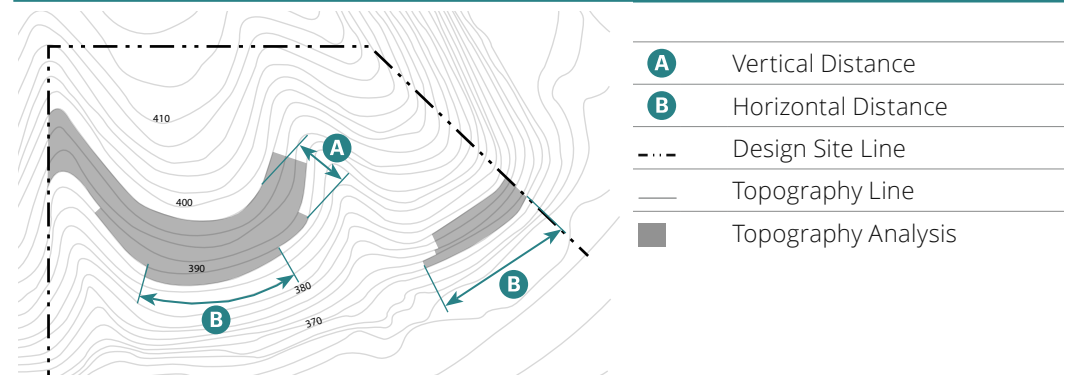 410
400
390
380
370
A
B
B
A Vertical Distance
B Horizontal Distance
Design Site Line
Topography Line
Topography Analysis